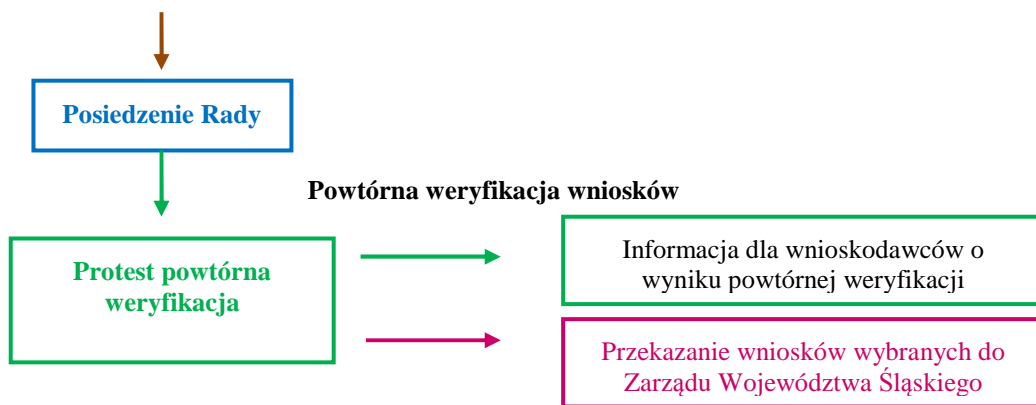 Posiedzenie Rady
Powtórna weryfikacja wniosków
Protest powtórna
weryfikacja
Informacja dla wnioskodawców o
wyniku powtórnej weryfikacji
Przekazanie wniosków wybranych do
Zarządu Województwa Śląskiego